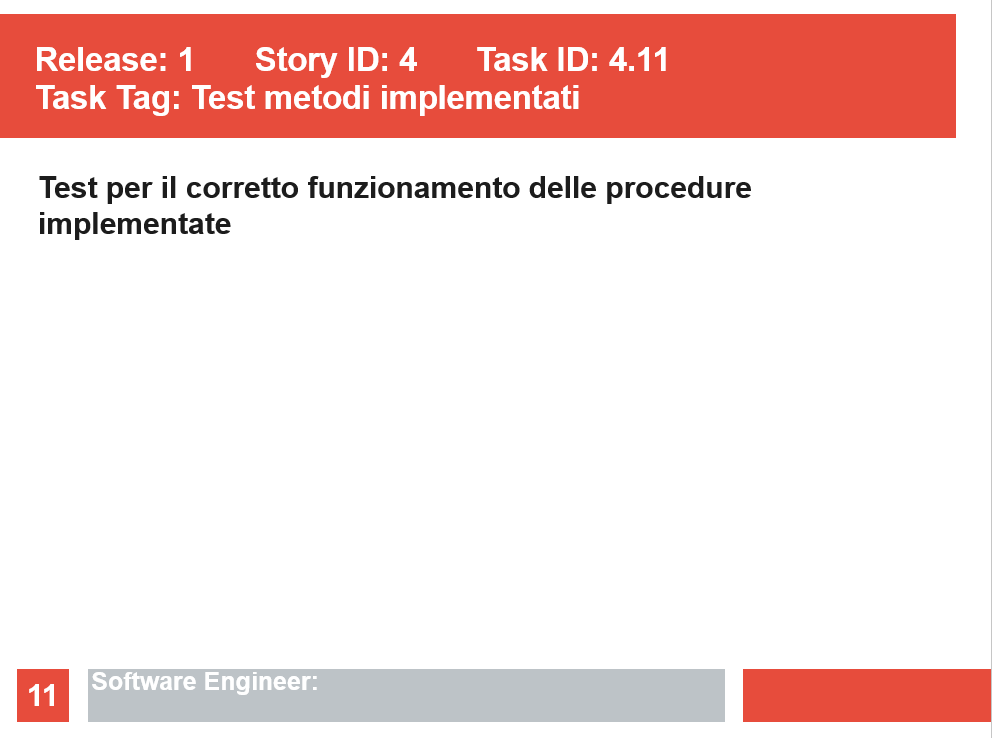 Release: 1 Story ID: 4 Task ID: 4.11
Task Tag: Test metodi implementati
Test per il corretto funzionamento delle procedure
implementate
11
Software Engineer: